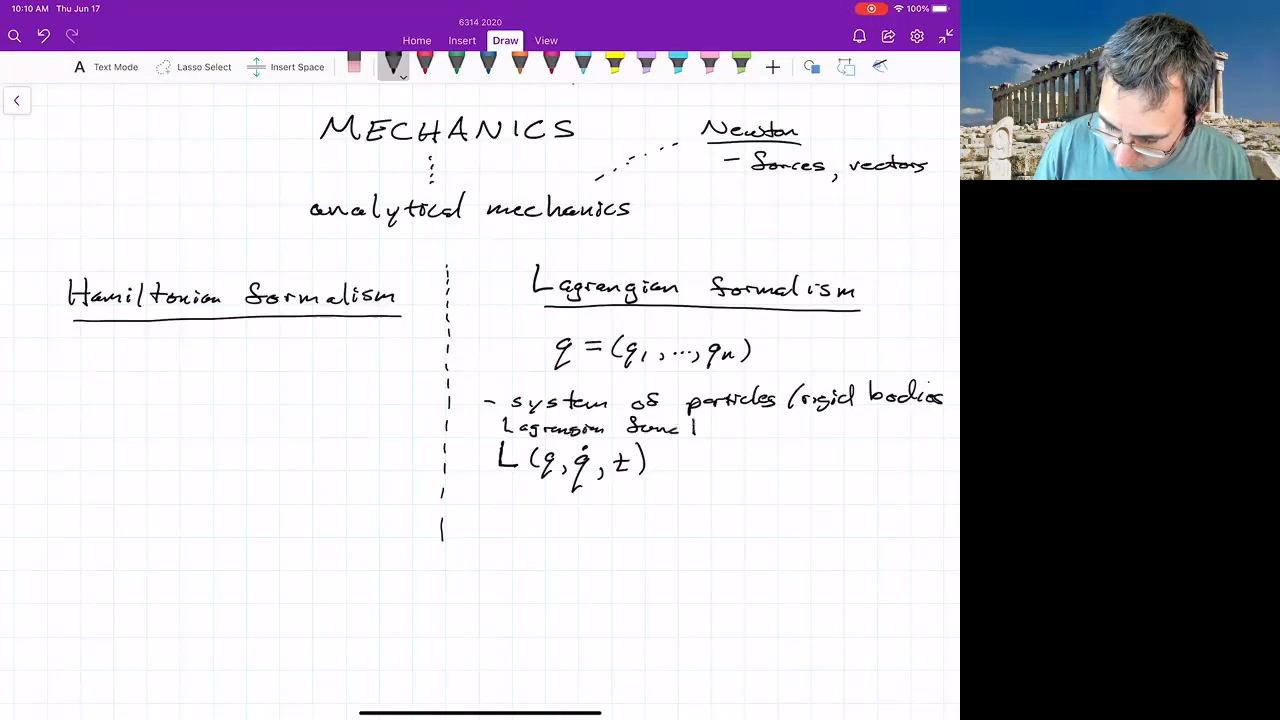 10:10 AM Thu Jun 17
100%
6314 2020
Home Insert Draw View
A Text Mode Lasso Select Insert Space
MECHANICS
Newton
- forces, vectors
analytical mechanics
Hamiltonian formalism
Lagrangian formalism
q = (q₁, ..., qₙ)
- system of particles/rigid bodies
Lagrangian
L(q, q̇, t)